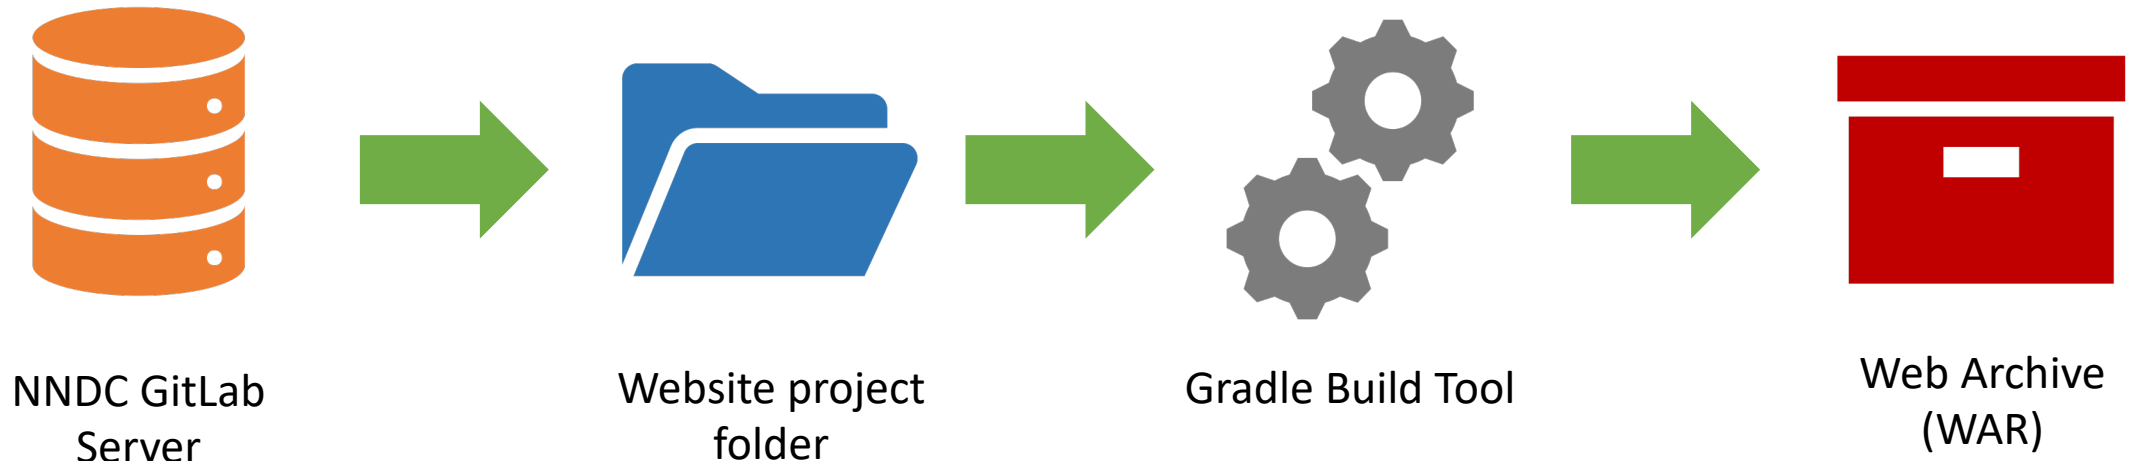 NNDC GitLab
Server
Website project
folder
Gradle Build Tool
Web Archive
(WAR)